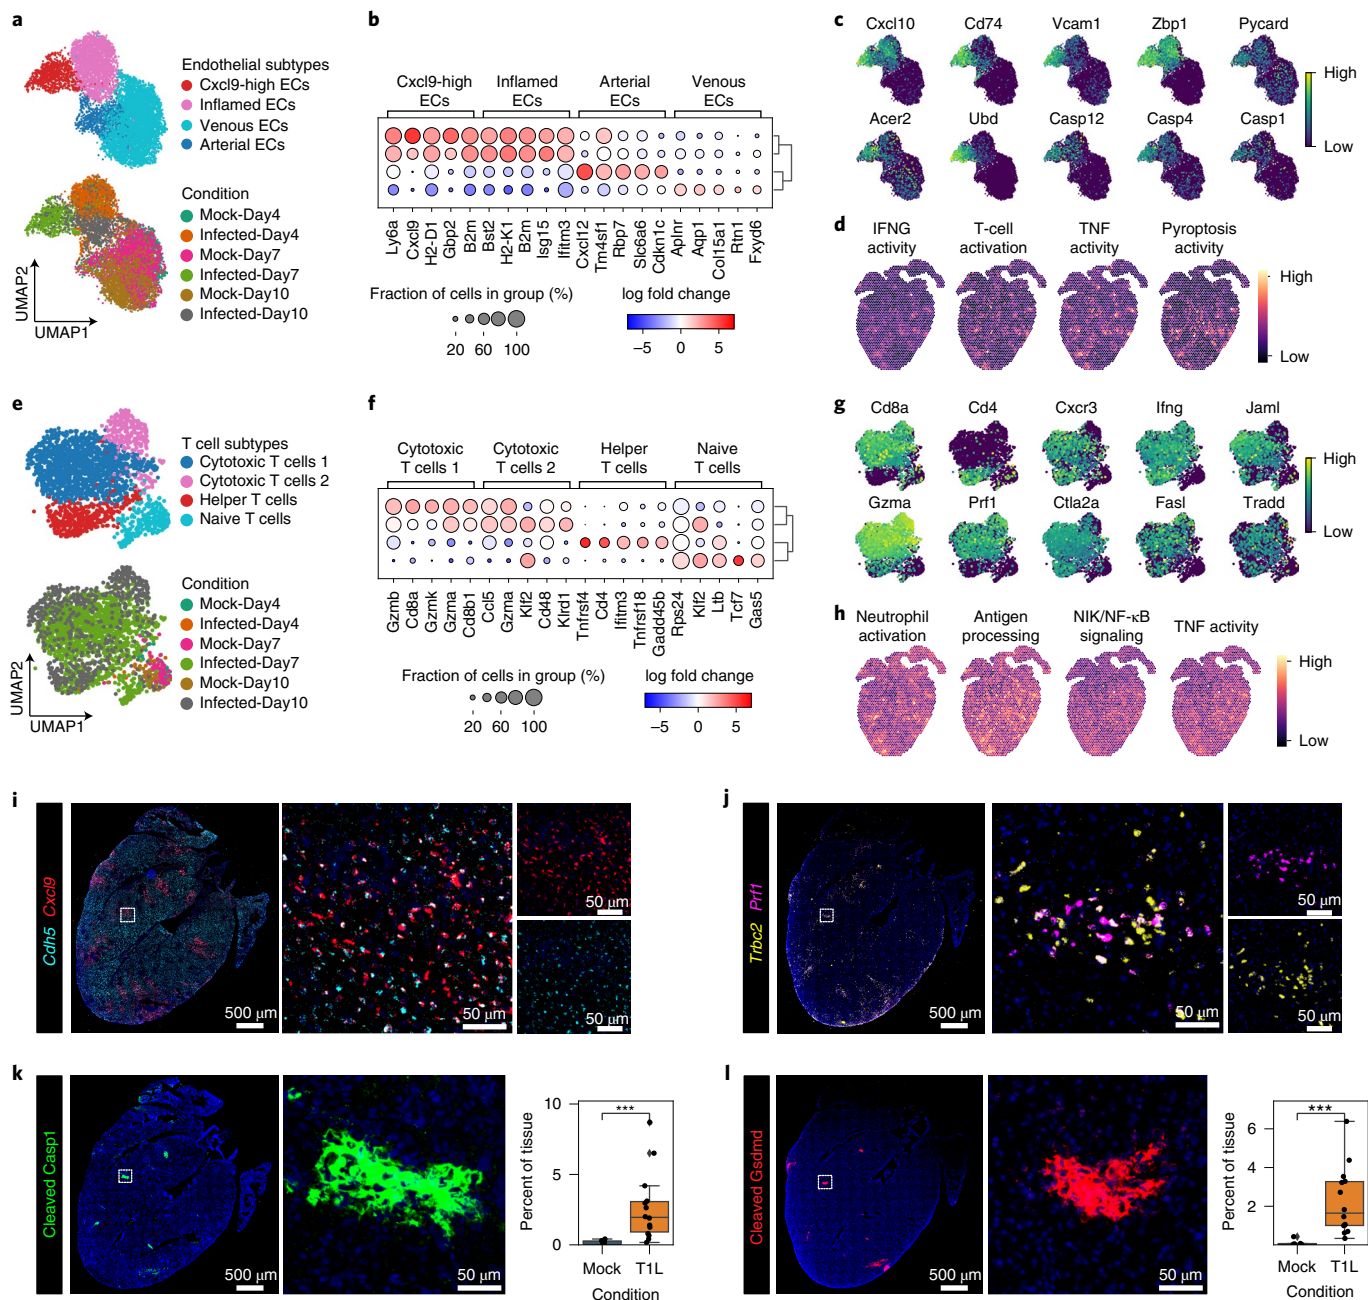 a
Endothelial subtypes
Cxcl9-high ECs
Inflamed ECs
Venous ECs
Arterial ECs
Condition
Mock-Day4
Infected-Day4
Mock-Day7
Infected-Day7
Mock-Day10
Infected-Day10
UMAP2
UMAP1
b
Cxcl9-high ECs
Inflamed ECs
Arterial ECs
Venous ECs
Ly6a
Cxcl9
H2-D1
Gbp2
B2m
Bst2
H2-K1
B2m
Isg15
Ifitm3
Cxcl12
Tm4sf1
Rbp7
Slc6a6
Cdkn1c
Aplnr
Aqp1
Col15a1
Rtn1
Fxyd6
Fraction of cells in group (%)
20 60 100
log fold change
−5 0 5
c
Cxcl10 Cd74 Vcam1 Zbp1 Pycard
Acer2 Ubd Casp12 Casp4 Casp1
High
Low
d
IFNG activity
T-cell activation
TNF activity
Pyroptosis activity
High
Low
e
T cell subtypes
Cytotoxic T cells 1
Cytotoxic T cells 2
Helper T cells
Naive T cells
Condition
Mock-Day4
Infected-Day4
Mock-Day7
Infected-Day7
Mock-Day10
Infected-Day10
UMAP2
UMAP1
f
Cytotoxic T cells 1
Cytotoxic T cells 2
Helper T cells
Naive T cells
Gzmb
Cd8a
Gzmk
Gzma
Cd8b1
Ccl5
Gzma
Klf2
Cd48
Klrd1
Tnfrsf4
Cd4
Ifitm3
Tnfrsf18
Gadd45b
Rps24
Klf2
Ltb
Tcf7
Gas5
Fraction of cells in group (%)
20 60 100
log fold change
−5 0 5
g
Cd8a Cd4 Cxcr3 Ifng Jaml
Gzma Prf1 Ctla2a Fasl Tradd
High
Low
h
Neutrophil activation
Antigen processing
NIK/NF-κB signaling
TNF activity
High
Low
i
Cdh5 Cxcl9
500 μm
50 μm
50 μm
50 μm
j
Trbc2 Prf1
500 μm
50 μm
50 μm
50 μm
k
Cleaved Casp1
500 μm
50 μm
Percent of tissue
10
5
0
***
Mock T1L
Condition
l
Cleaved Gsdmd
500 μm
50 μm
Percent of tissue
6
4
2
***
Mock T1L
Condition